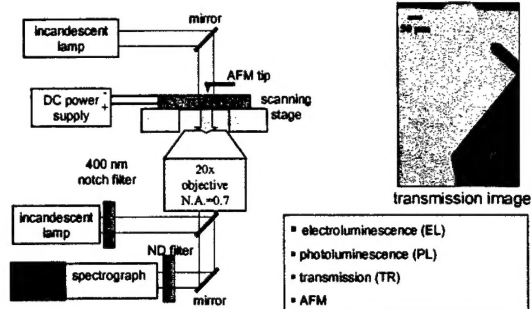 mirror
incandescent
lamp
AFM tip
DC power
supply
-
+
scanning
stage
400 nm
notch filter
20x
objective
N.A.=0.7
incandescent
lamp
ND filter
spectrograph
mirror
transmission image
▪ electroluminescence (EL)
▪ photoluminescence (PL)
▪ transmission (TR)
▪ AFM